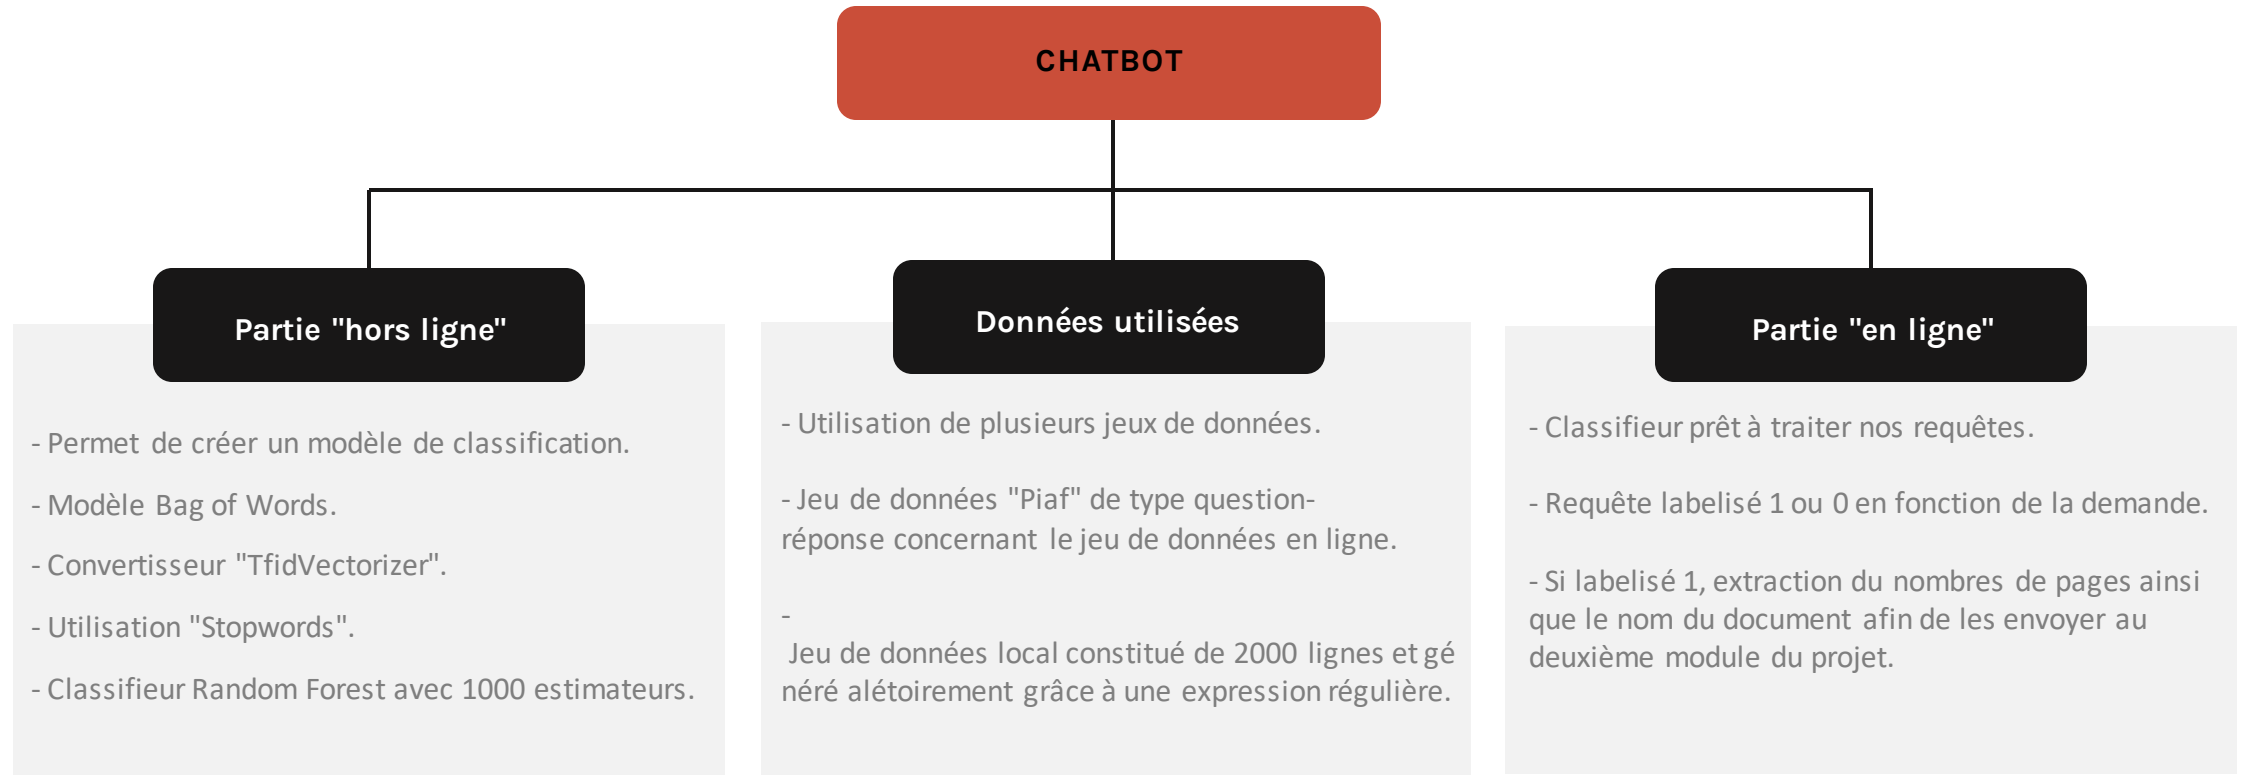 CHATBOT
Partie "hors ligne"
- Permet de créer un modèle de classification.
- Modèle Bag of Words.
- Convertisseur "TfidVectorizer".
- Utilisation "Stopwords".
- Classifieur Random Forest avec 1000 estimateurs.
Données utilisées
- Utilisation de plusieurs jeux de données.
- Jeu de données "Piaf" de type question-
réponse concernant le jeu de données en ligne.
-
Jeu de données local constitué de 2000 lignes et gé
néré alétoirement grâce à une expression régulière.
Partie "en ligne"
- Classifieur prêt à traiter nos requêtes.
- Requête labelisé 1 ou 0 en fonction de la demande.
- Si labelisé 1, extraction du nombres de pages ainsi
que le nom du document afin de les envoyer au
deuxième module du projet.